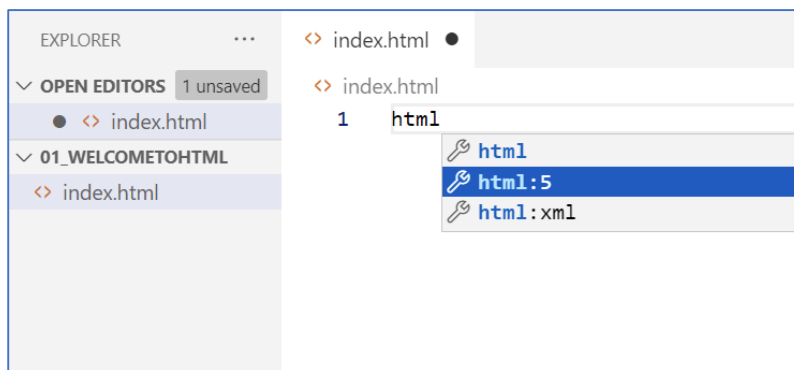 EXPLORER ...
OPEN EDITORS 1 unsaved
index.html
01_WELCOMETOHTML
index.html
index.html
index.html
1 html
html
html:5
html:xml